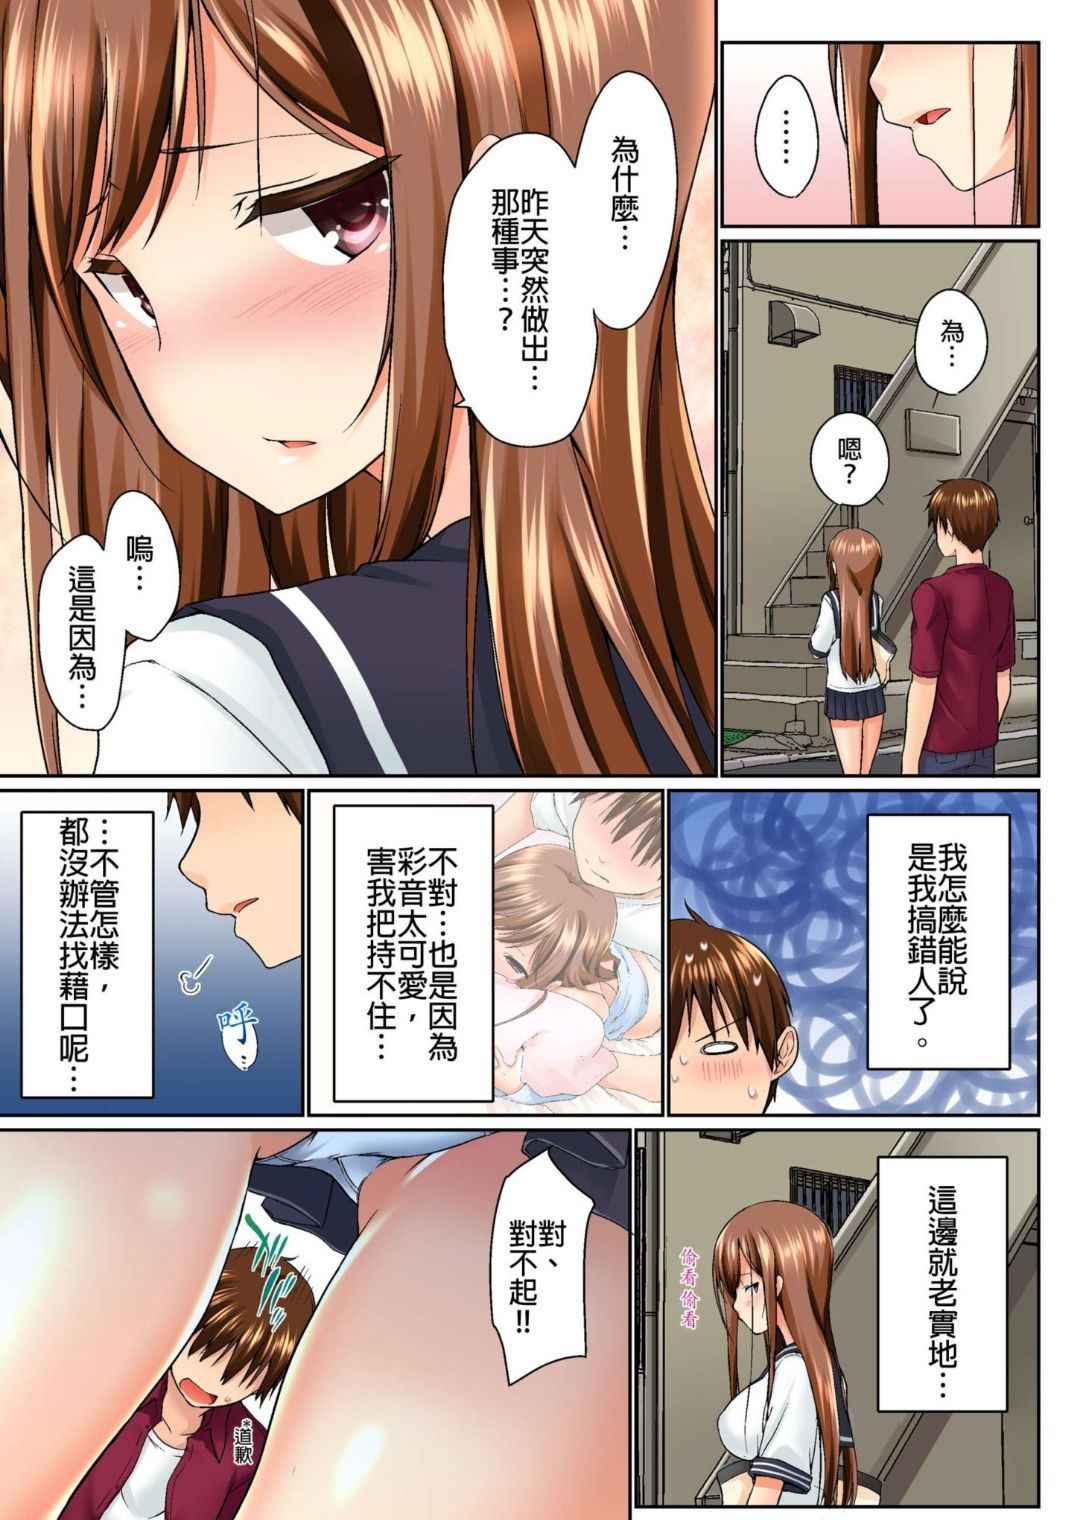 ……
為…
嗯？
為什麼…
昨天突然做出…
那種事…？
嗚…
這是因為…
我怎麼能說
是我搞錯人了。
不對…也是因為
彩音太可愛，
害我把持不住…
…不管怎樣，
都沒辦法找藉口呢…
呼…
這邊就老實地…
偷看偷看
對、
對不起!!
*道歉